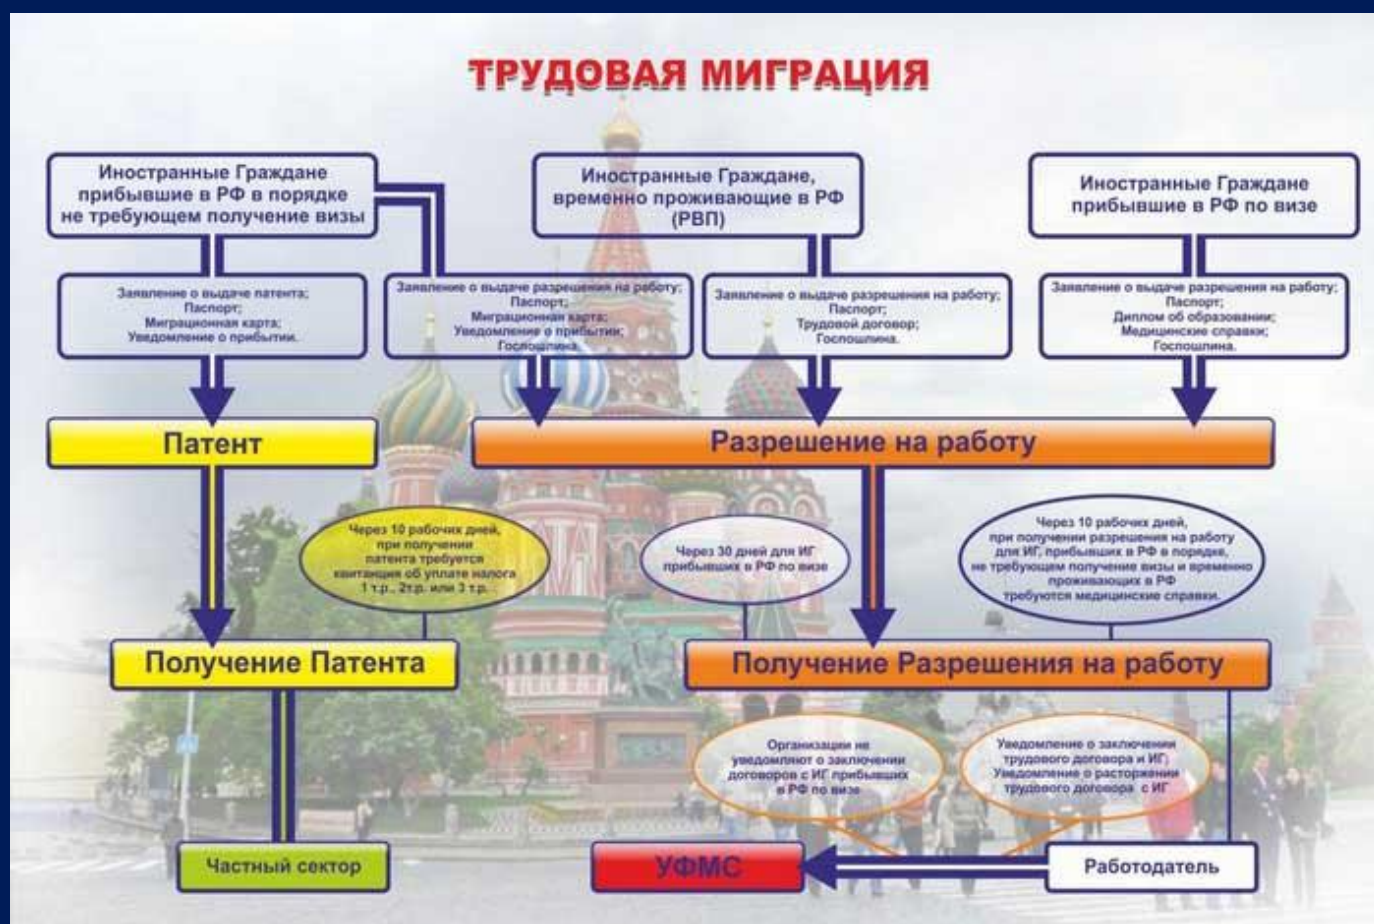 ТРУДОВАЯ МИГРАЦИЯ
Иностранные Граждане
прибывшие в РФ в порядке
не требующем получение визы
Иностранные Граждане,
временно проживающие в РФ
(РВП)
Иностранные Граждане
прибывшие в РФ по визе
Заявление о выдаче патента;
Паспорт;
Миграционная карта;
Уведомление о прибытии.
Заявление о выдаче разрешения на работу;
Паспорт;
Миграционная карта;
Уведомление о прибытии;
Госпошлина.
Заявление о выдаче разрешения на работу;
Паспорт;
Трудовой договор;
Госпошлина.
Заявление о выдаче разрешения на работу;
Паспорт;
Диплом об образовании;
Медицинские справки;
Госпошлина.
Патент
Разрешение на работу
Через 10 рабочих дней,
при получении
патента требуется
квитанция об уплате налога
1 т.р., 2т.р. или 3 т.р.
Через 30 дней для ИГ
прибывших в РФ по визе
Через 10 рабочих дней,
при получении разрешения на работу
для ИГ, прибывших в РФ в порядке,
не требующем получение визы и временно
проживающих в РФ
требуются медицинские справки.
Получение Патента
Получение Разрешения на работу
Организации не
уведомляют о заключении
договоров с ИГ прибывших
в РФ по визе
Уведомление о заключении
трудового договора и ИГ;
Уведомление о расторжении
трудового договора с ИГ
Частный сектор
УФМС
Работодатель